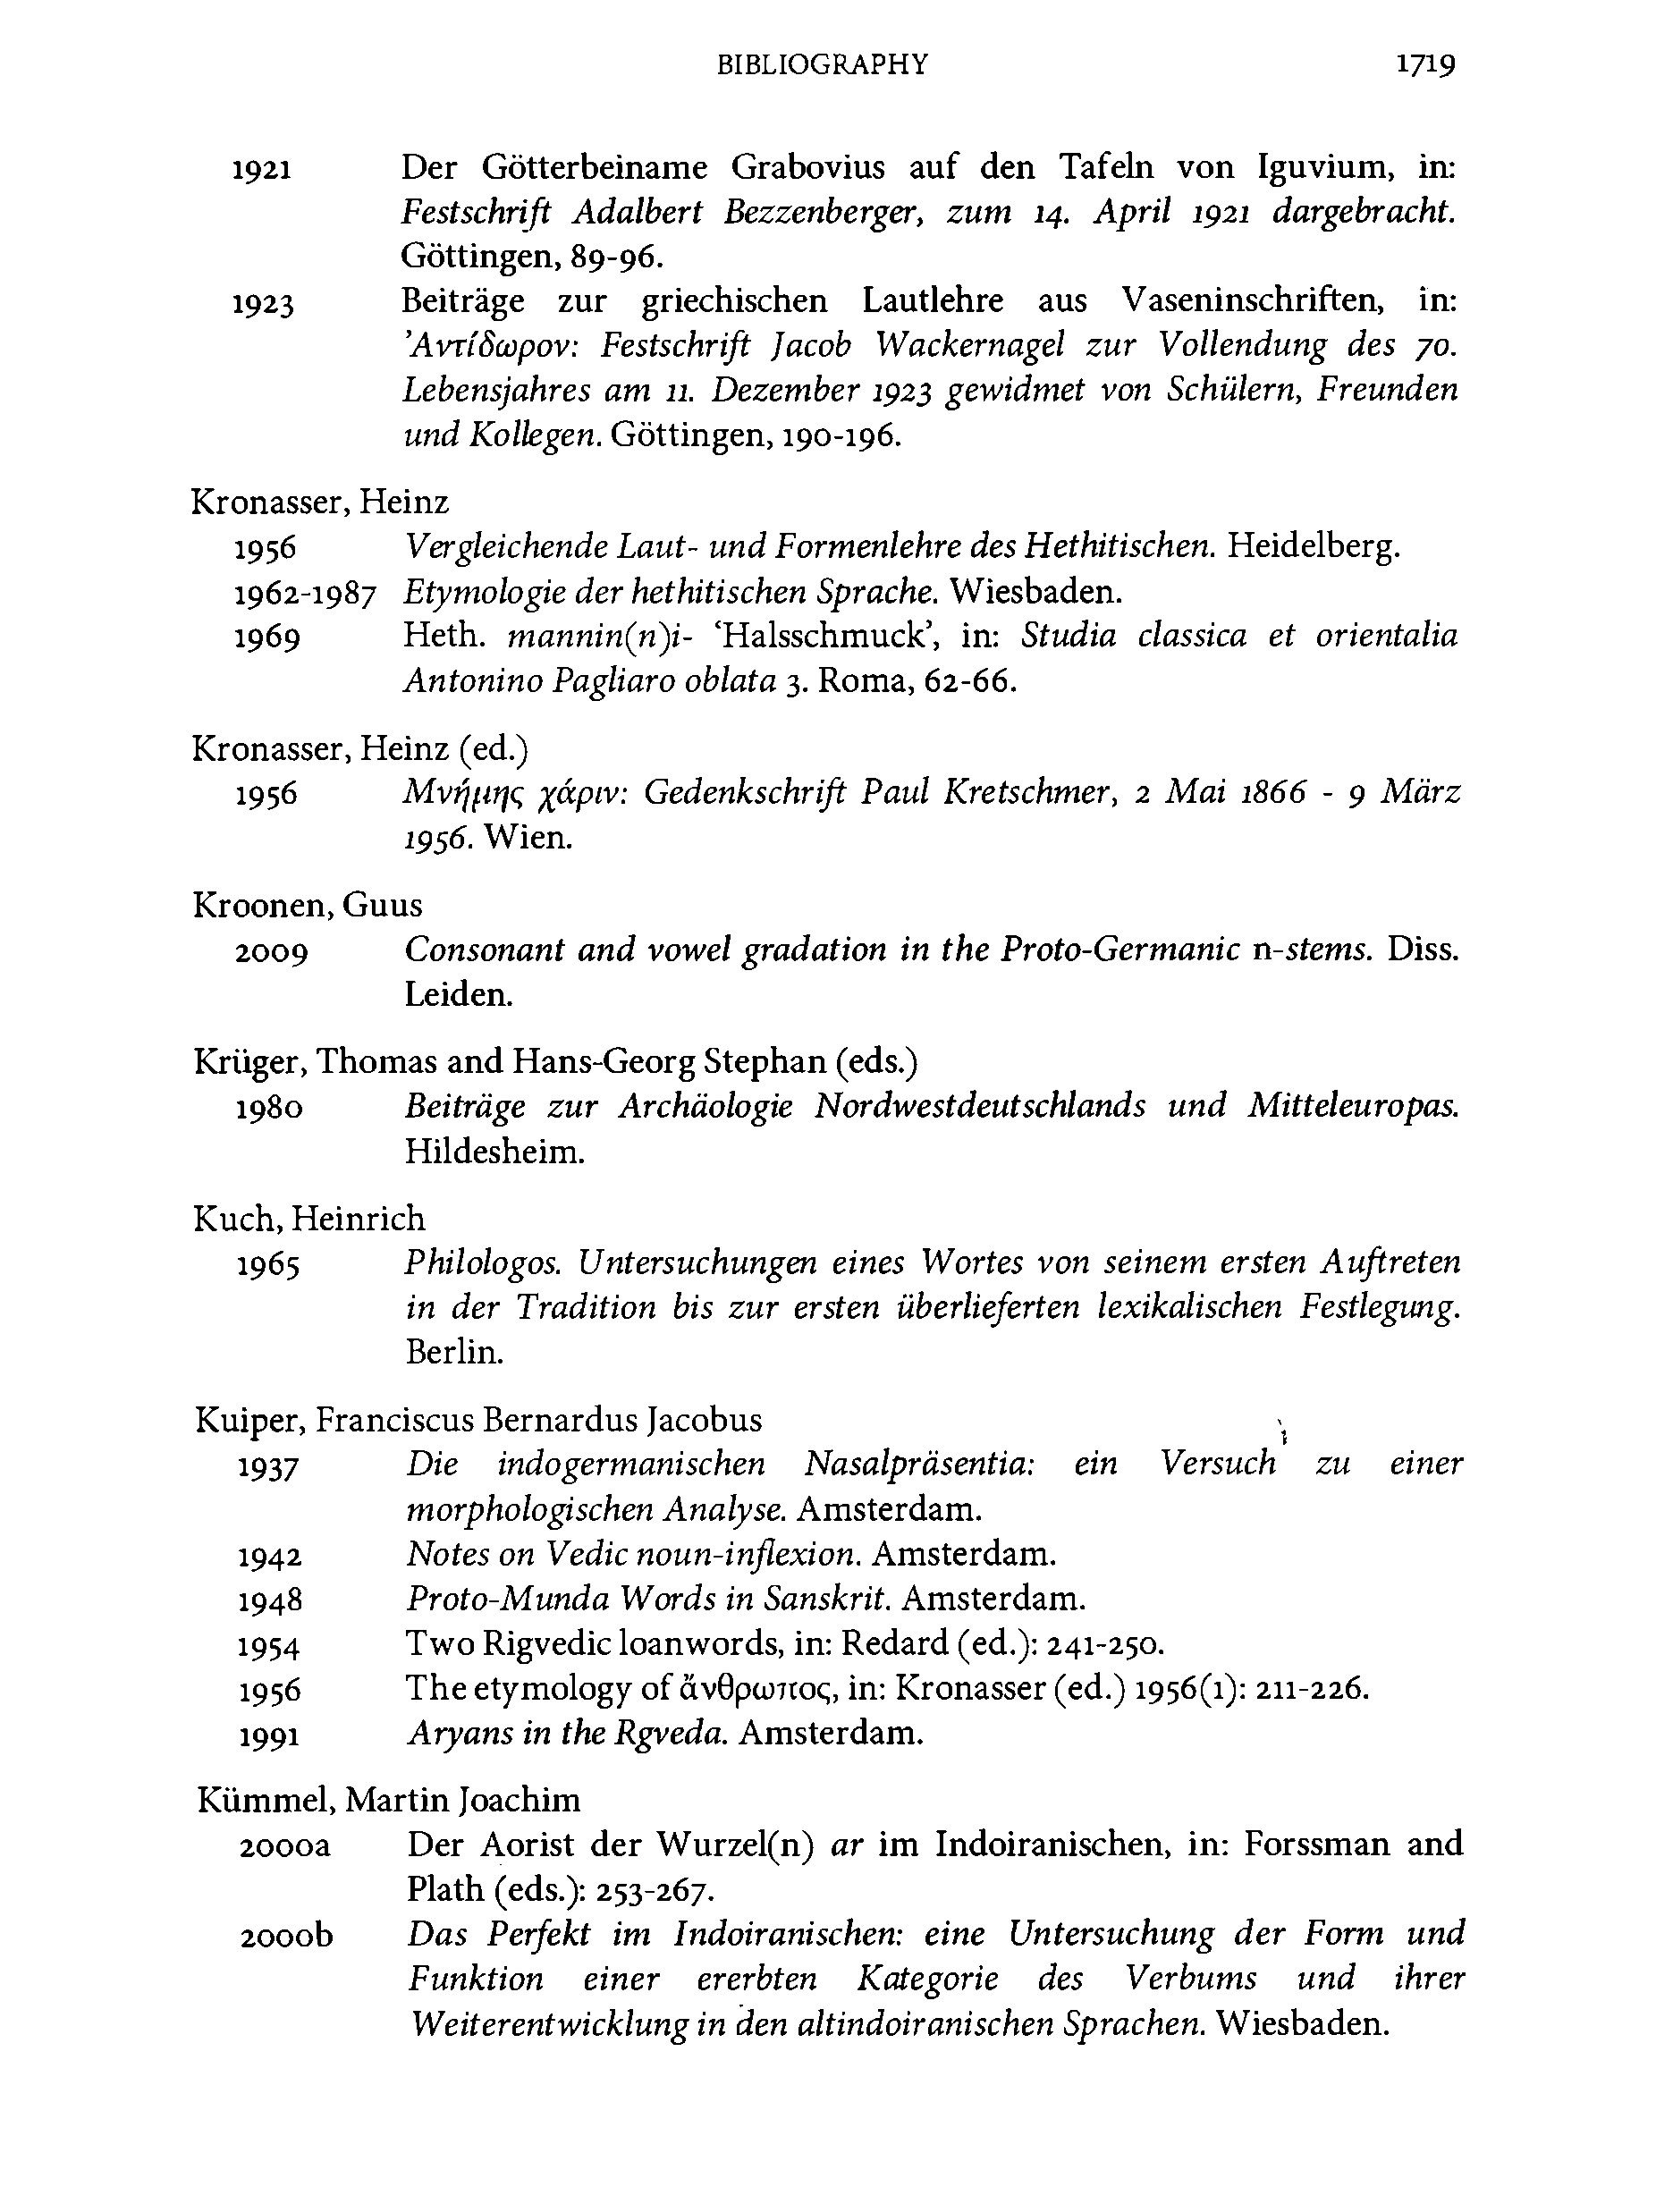 BIBLIOGRAPHY 1719
1921 Der Götterbeiname Grabovius auf den Tafeln von Iguvium, in:
Festschrift Adalbert Bezzenberger, zum 14. April 1921 dargebracht.
Göttingen, 89-96.
1923 Beiträge zur griechischen Lautlehre aus Vaseninschriften, in:
’Αντίδωρον: Festschrift Jacob Wackernagel zur Vollendung des 70.
Lebensjahres am 11. Dezember 1923 gewidmet von Schülern, Freunden
und Kollegen. Göttingen, 190-196.
Kronasser, Heinz
1956 Vergleichende Laut- und Formenlehre des Hethitischen. Heidelberg.
1962-1987 Etymologie der hethitischen Sprache. Wiesbaden.
1969 Heth. mannin(n)i- ‘Halsschmuck’, in: Studia classica et orientalia
Antonino Pagliaro oblata 3. Roma, 62-66.
Kronasser, Heinz (ed.)
1956 Μνήμης χάριν: Gedenkschrift Paul Kretschmer, 2 Mai 1866 - 9 März
1956. Wien.
Kroonen, Guus
2009 Consonant and vowel gradation in the Proto-Germanic n-stems. Diss.
Leiden.
Krüger, Thomas and Hans-Georg Stephan (eds.)
1980 Beiträge zur Archäologie Nordwestdeutschlands und Mitteleuropas.
Hildesheim.
Kuch, Heinrich
1965 Philologos. Untersuchungen eines Wortes von seinem ersten Auftreten
in der Tradition bis zur ersten überlieferten lexikalischen Festlegung.
Berlin.
Kuiper, Franciscus Bernardus Jacobus
1937 Die indogermanischen Nasalpräsentia: ein Versuch zu einer
morphologischen Analyse. Amsterdam.
1942 Notes on Vedic noun-inflexion. Amsterdam.
1948 Proto-Munda Words in Sanskrit. Amsterdam.
1954 Two Rigvedic loanwords, in: Redard (ed.): 241-250.
1956 The etymology of ἄνθρωπος, in: Kronasser (ed.) 1956(1): 211-226.
1991 Aryans in the Rgveda. Amsterdam.
Kümmel, Martin Joachim
2000a Der Aorist der Wurzel(n) ar im Indoiranischen, in: Forssman and
Plath (eds.): 253-267.
2000b Das Perfekt im Indoiranischen: eine Untersuchung der Form und
Funktion einer ererbten Kategorie des Verbums und ihrer
Weiterentwicklung in den altindoiranischen Sprachen. Wiesbaden.